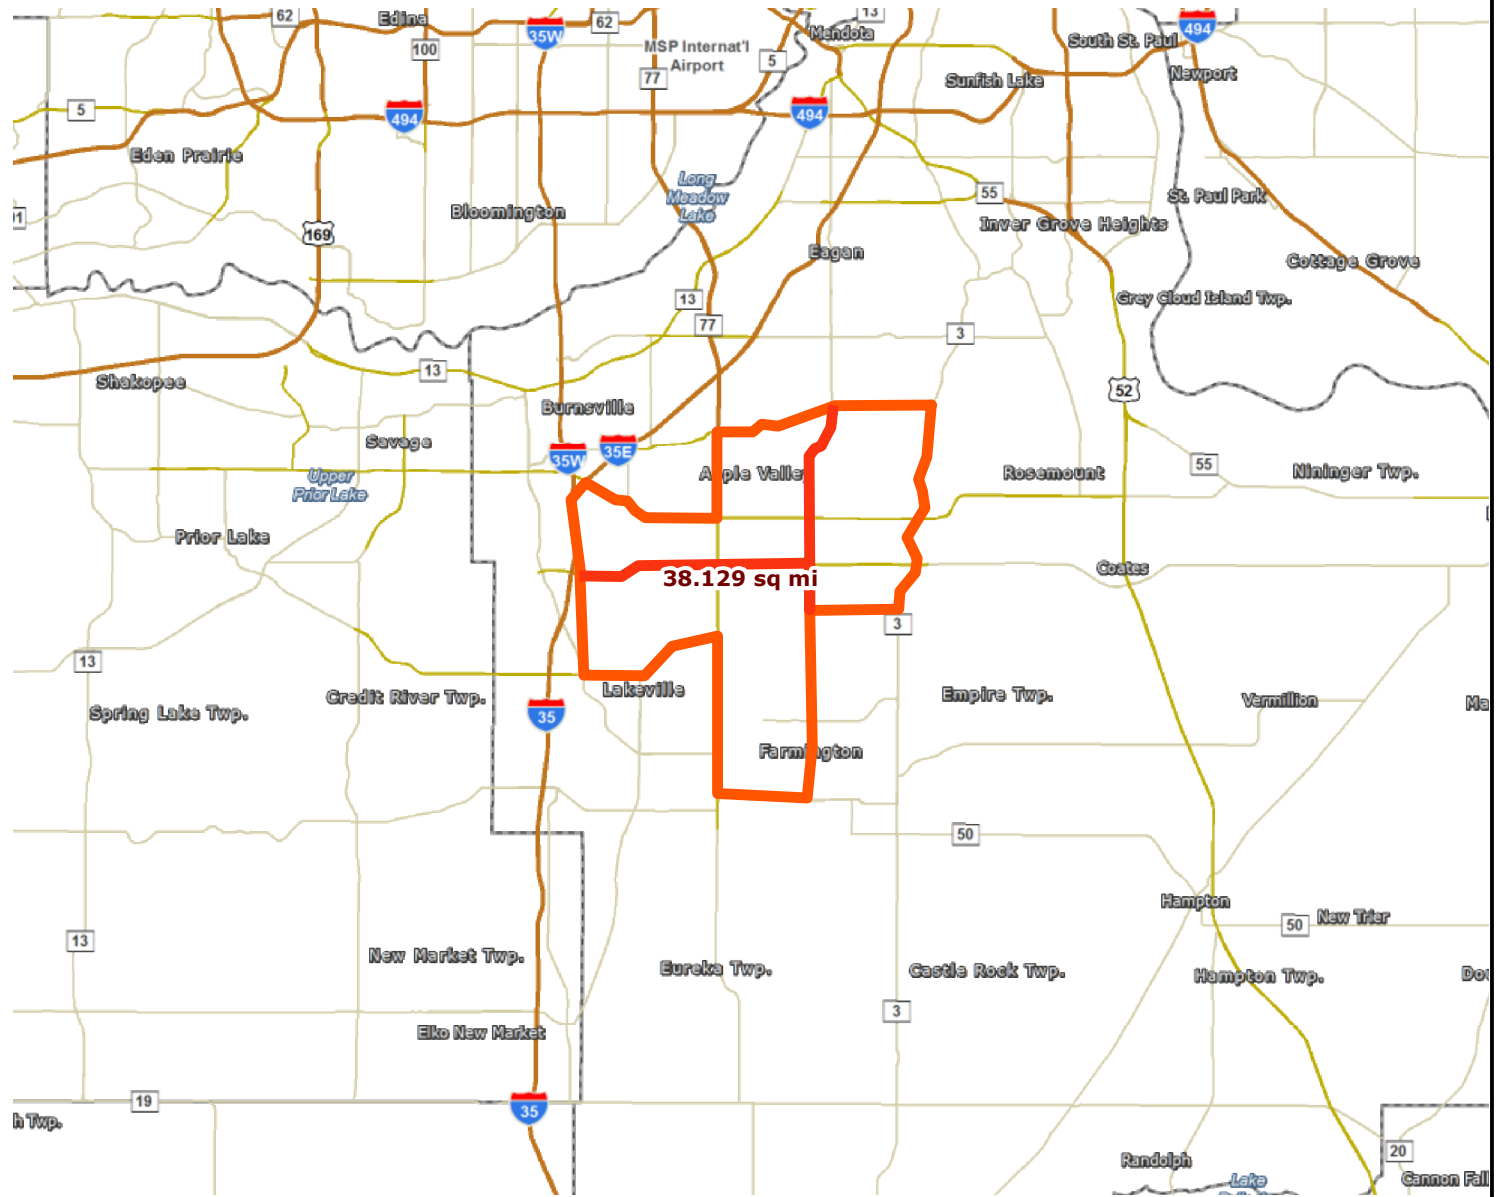 62
Edina
35W
62
13
Mendota
494
South St. Paul
100
MSP Internat'l
Airport
5
77
Sunfish Lake
Newport
5
494
494
Eden Prairie
Long
Meadow
Lake
55
St. Paul Park
Bloomington
Inver Grove Heights
169
Eagan
Cottage Grove
13
Grey Cloud Island Twp.
77
3
13
Shakopee
52
Burnsville
Savage
35W
35E
Apple Valley
Rosemount
55
Nininger Twp.
Upper
Prior Lake
Prior Lake
Coates
38.129 sq mi
3
13
Credit River Twp.
Lakeville
Empire Twp.
Vermillion
Spring Lake Twp.
35
Farmington
50
Hampton
50
New Trier
13
New Market Twp.
Eureka Twp.
Castle Rock Twp.
Hampton Twp.
3
Elko New Market
19
35
h Twp.
20
Randolph
Lake
Cannon Fall